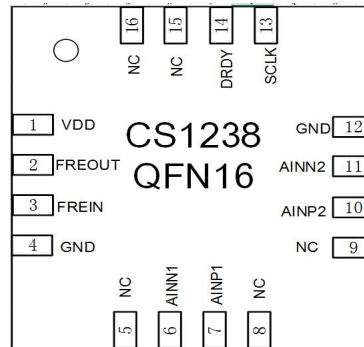 16 15 14 13
NC NC DRDY SCLK
CS1238
QFN16
1 VDD
2 FREOUT
3 FREIN
4 GND
GND 12
AINN2 11
AINP2 10
NC 9
NC AINN1 AINP1 NC
5 6 7 8